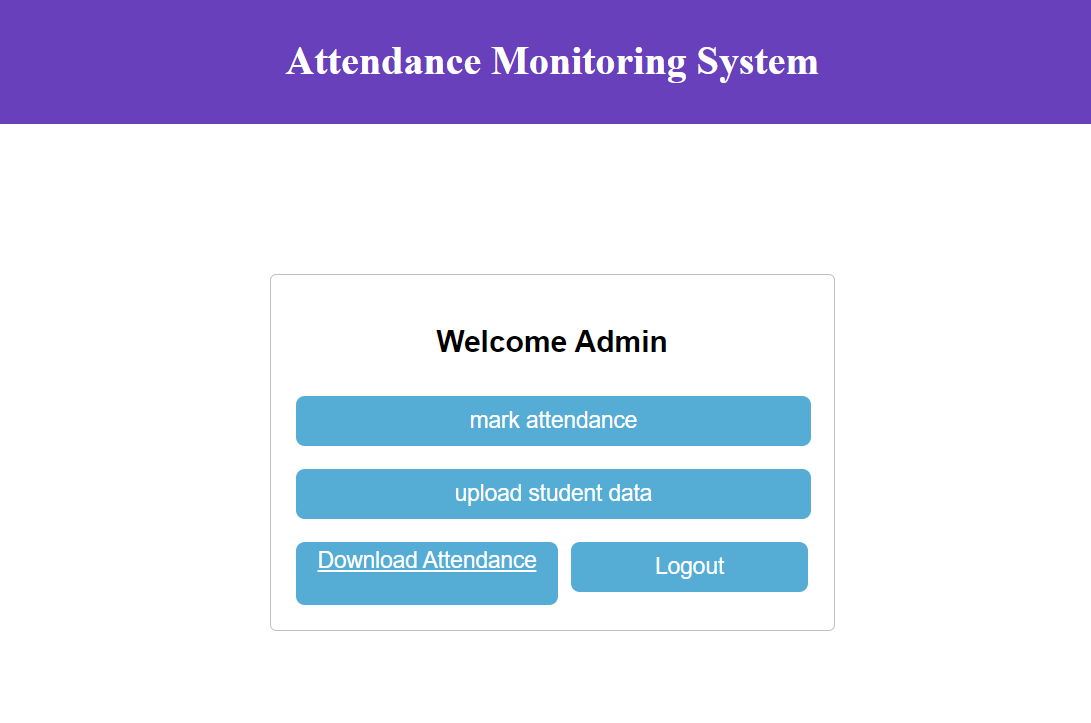 Attendance Monitoring System
Welcome Admin
mark attendance
upload student data
Download Attendance
Logout